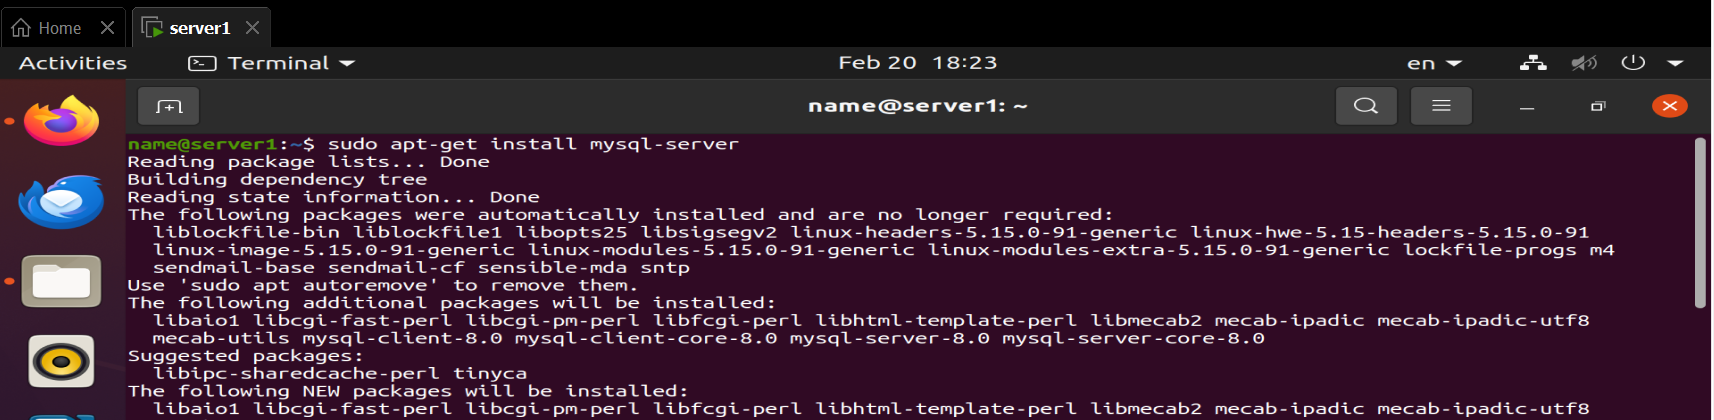 Home
server1
Activities
Terminal
Feb 20 18:23
en
name@server1: ~
name@server1:~$ sudo apt-get install mysql-server
Reading package lists... Done
Building dependency tree
Reading state information... Done
The following packages were automatically installed and are no longer required:
liblockfile-bin liblockfile1 libopts25 libsigsegv2 linux-headers-5.15.0-91-generic linux-hwe-5.15-headers-5.15.0-91
linux-image-5.15.0-91-generic linux-modules-5.15.0-91-generic linux-modules-extra-5.15.0-91-generic lockfile-progs m4
sendmail-base sendmail-cf sensible-mda sntp
Use 'sudo apt autoremove' to remove them.
The following additional packages will be installed:
libaio1 libcgi-fast-perl libcgi-pm-perl libfcgi-perl libhtml-template-perl libmecab2 mecab-ipadic mecab-ipadic-utf8
mecab-utils mysql-client-8.0 mysql-client-core-8.0 mysql-server-8.0 mysql-server-core-8.0
Suggested packages:
libipc-sharedcache-perl tinyca
The following NEW packages will be installed:
libaio1 libcgi-fast-perl libcgi-pm-perl libfcgi-perl libhtml-template-perl libmecab2 mecab-ipadic mecab-ipadic-utf8